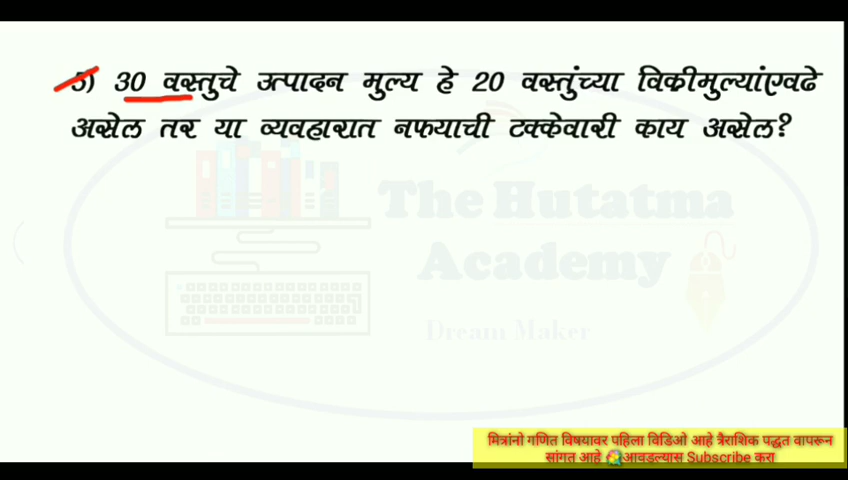 5) 30 वस्तुचे उत्पादन मुल्य हे 20 वस्तुंच्या विक्रीमुल्यांएवढे
असेल तर या व्यवहारात नफयाची टक्केवारी काय असेल?
The Hutatma
Academy
Dream Maker
मित्रांनो गणित विषयावर पहिला विडिओ आहे त्रैराशिक पद्धत वापरून
सांगत आहे 💐आवडल्यास Subscribe करा